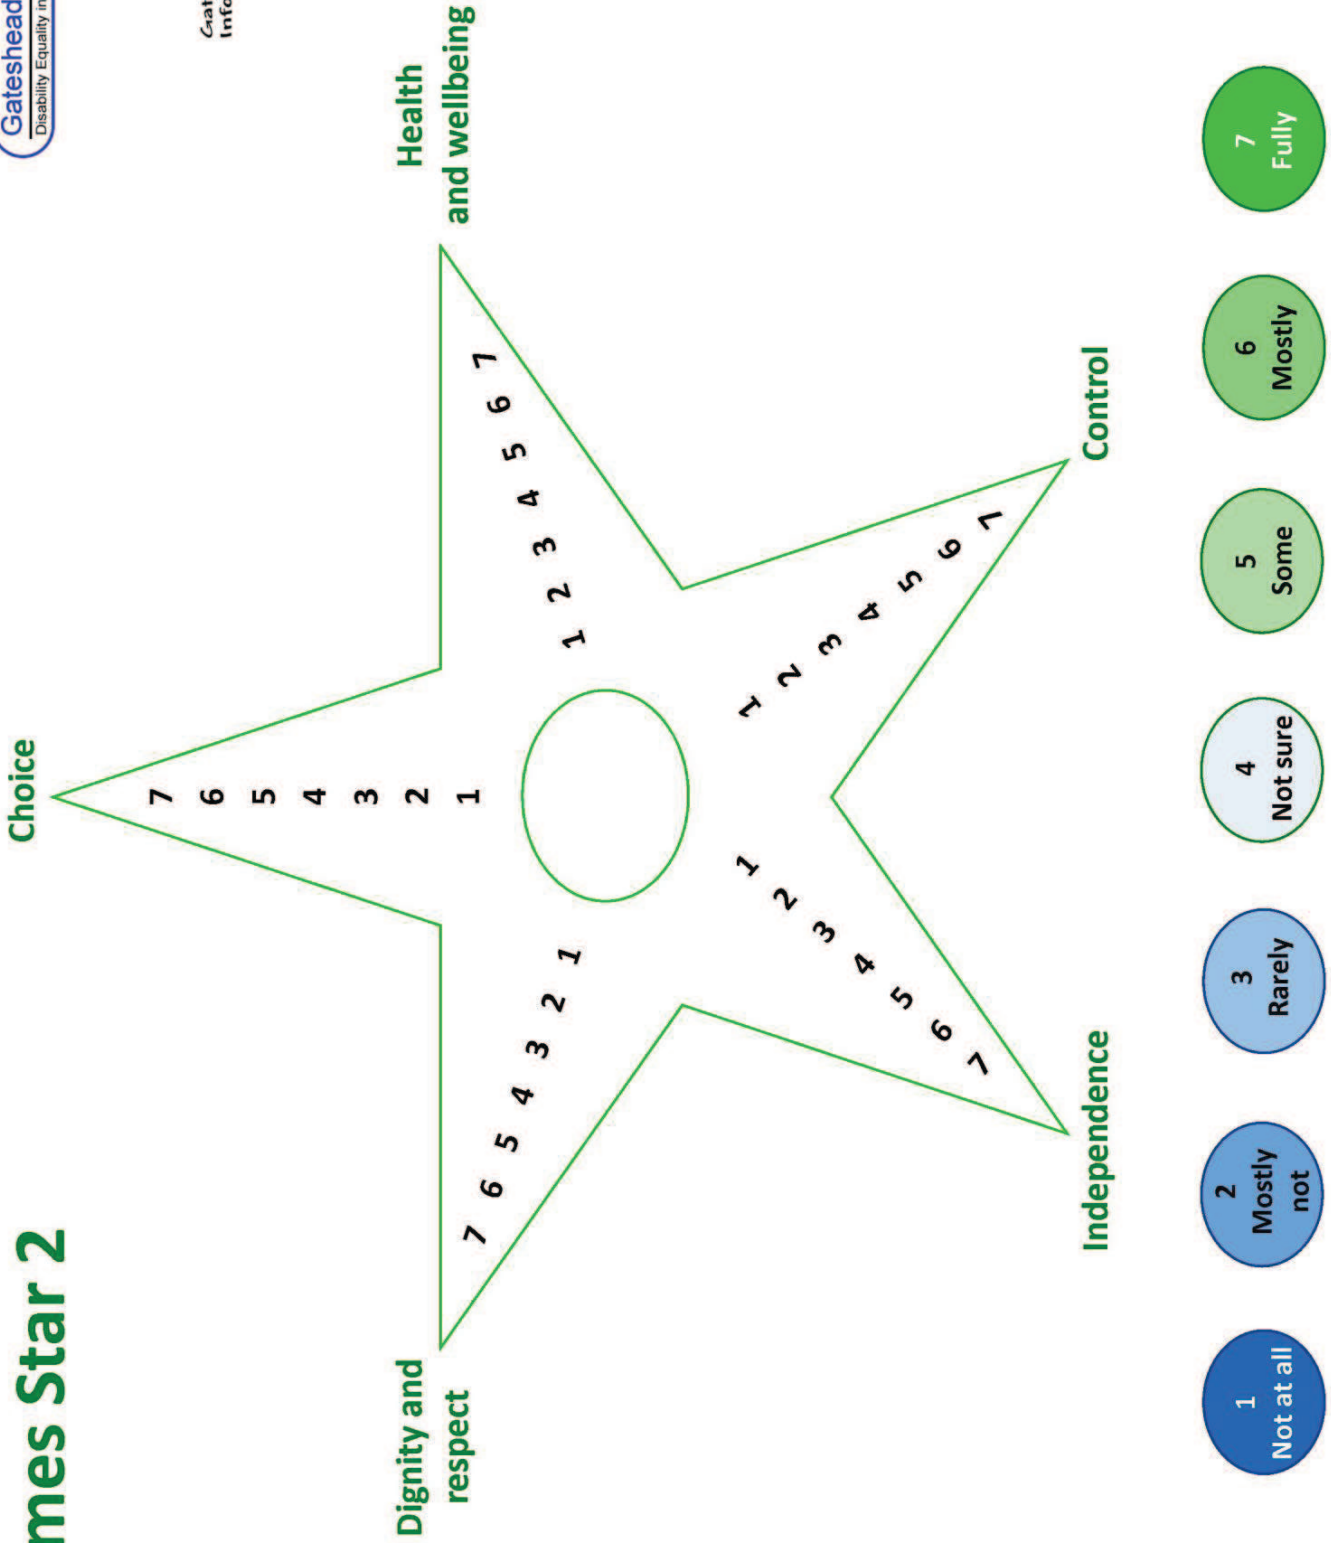 mes Star 2
Gateshead
Disability Equality in
Choice
7
6
5
4
3
2
1
Dignity and
respect
7 6 5 4 3 2 1
Health
and wellbeing
1 2 3 4 5 6 7
Independence
1 2 3 4 5 6 7
Control
1 2 3 4 5 6 7
1
Not at all
2
Mostly
not
3
Rarely
4
Not sure
5
Some
6
Mostly
7
Fully